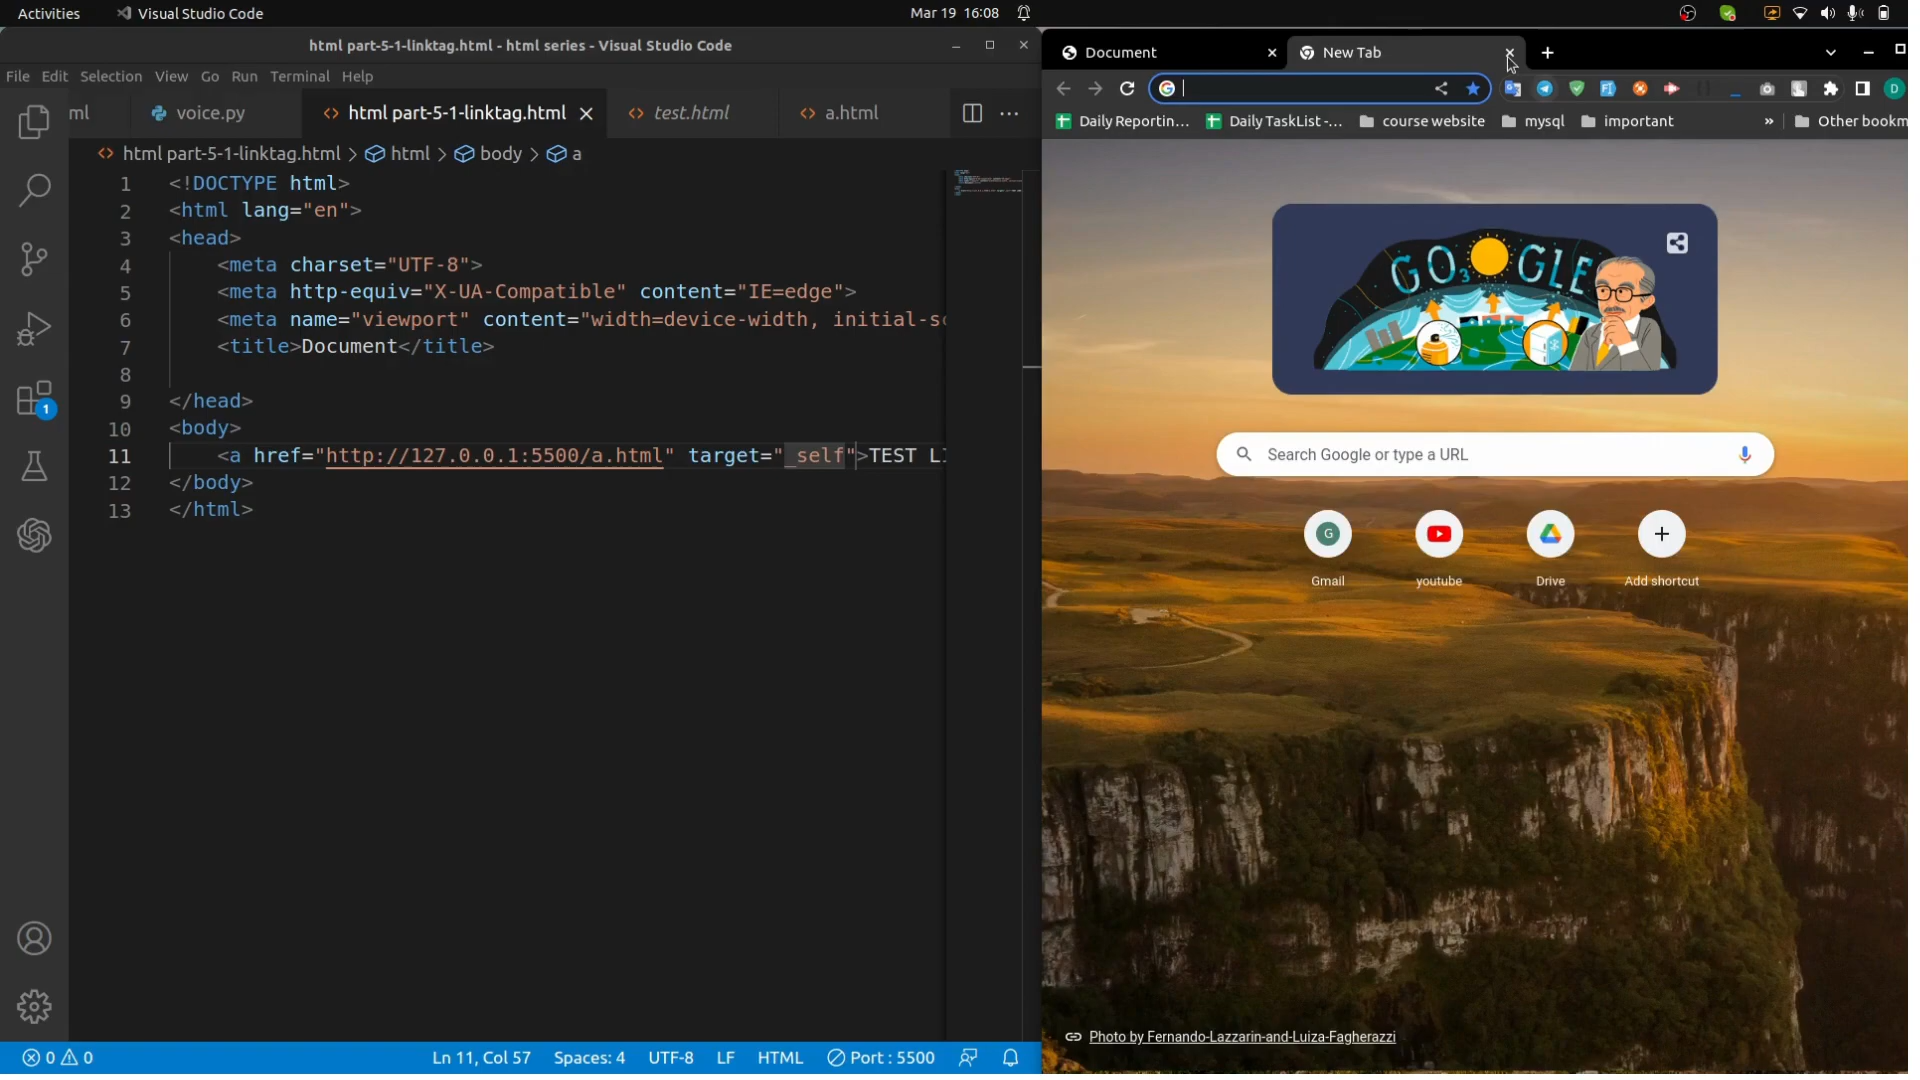 Activities
Visual Studio Code
Mar 19 16:08
html part-5-1-linktag.html - html series - Visual Studio Code
File Edit Selection View Go Run Terminal Help
ml
voice.py
html part-5-1-linktag.html
test.html
a.html
html part-5-1-linktag.html > html > body > a
1 <!DOCTYPE html>
2 <html lang="en">
3 <head>
4 <meta charset="UTF-8">
5 <meta http-equiv="X-UA-Compatible" content="IE=edge">
6 <meta name="viewport" content="width=device-width, initial-sc
7 <title>Document</title>
8
9 </head>
10 <body>
11 <a href="http://127.0.0.1:5500/a.html" target="_self">TEST LI
12 </body>
13 </html>
1
0 0
Ln 11, Col 57
Spaces: 4
UTF-8
LF
HTML
Port : 5500
Document
New Tab
D
Daily Reportin...
Daily TaskList -...
course website
mysql
important
»
Other bookm
GO3GLE
Search Google or type a URL
G
Gmail
youtube
Drive
Add shortcut
Photo by Fernando-Lazzarin-and-Luiza-Fagherazzi